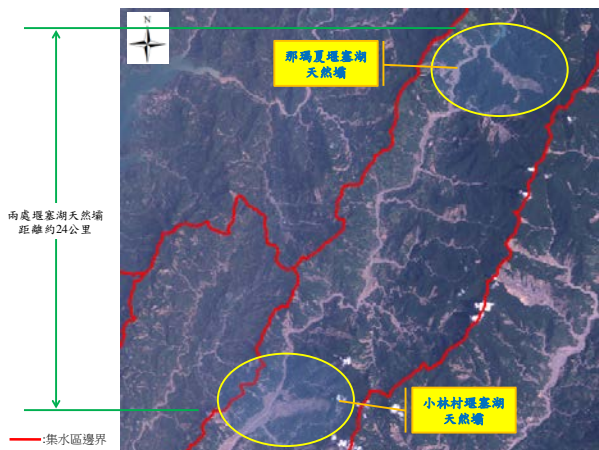 N
那瑪夏堰塞湖
天然壩
兩處堰塞湖天然壩
距離約24公里
小林村堰塞湖
天然壩
:集水區邊界